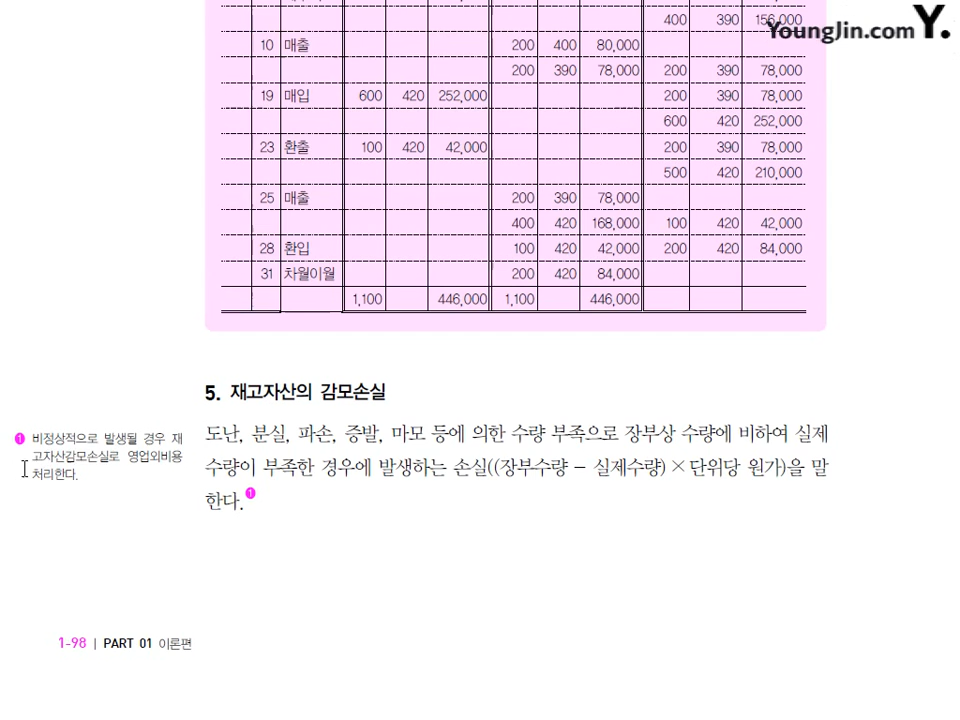 400 390 156,000
YoungJin.com Y.
10 매출 200 400 80,000
200 390 78,000 200 390 78,000
19 매입 600 420 252,000 200 390 78,000
600 420 252,000
23 환출 100 420 42,000 200 390 78,000
500 420 210,000
25 매출 200 390 78,000
400 420 168,000 100 420 42,000
28 환입 100 420 42,000 200 420 84,000
31 차월이월 200 420 84,000
1,100 446,000 1,100 446,000
5. 재고자산의 감모손실
도난, 분실, 파손, 증발, 마모 등에 의한 수량 부족으로 장부상 수량에 비하여 실제
수량이 부족한 경우에 발생하는 손실((장부수량 - 실제수량)×단위당 원가)을 말
한다.❶
❶ 비정상적으로 발생될 경우 재
고자산감모손실로 영업외비용
처리한다.
1-98 | PART 01 이론편